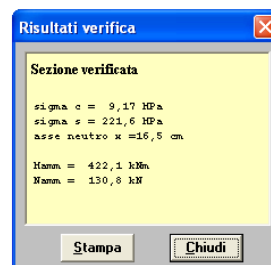 Risultati verifica
Sezione verificata
sigma c =  9,17 MPa
sigma s = 221,6 MPa
asse neutro x =16,5 cm
Mamm =  422,1 kNm
Namm =  130,8 kN
Stampa
Chiudi